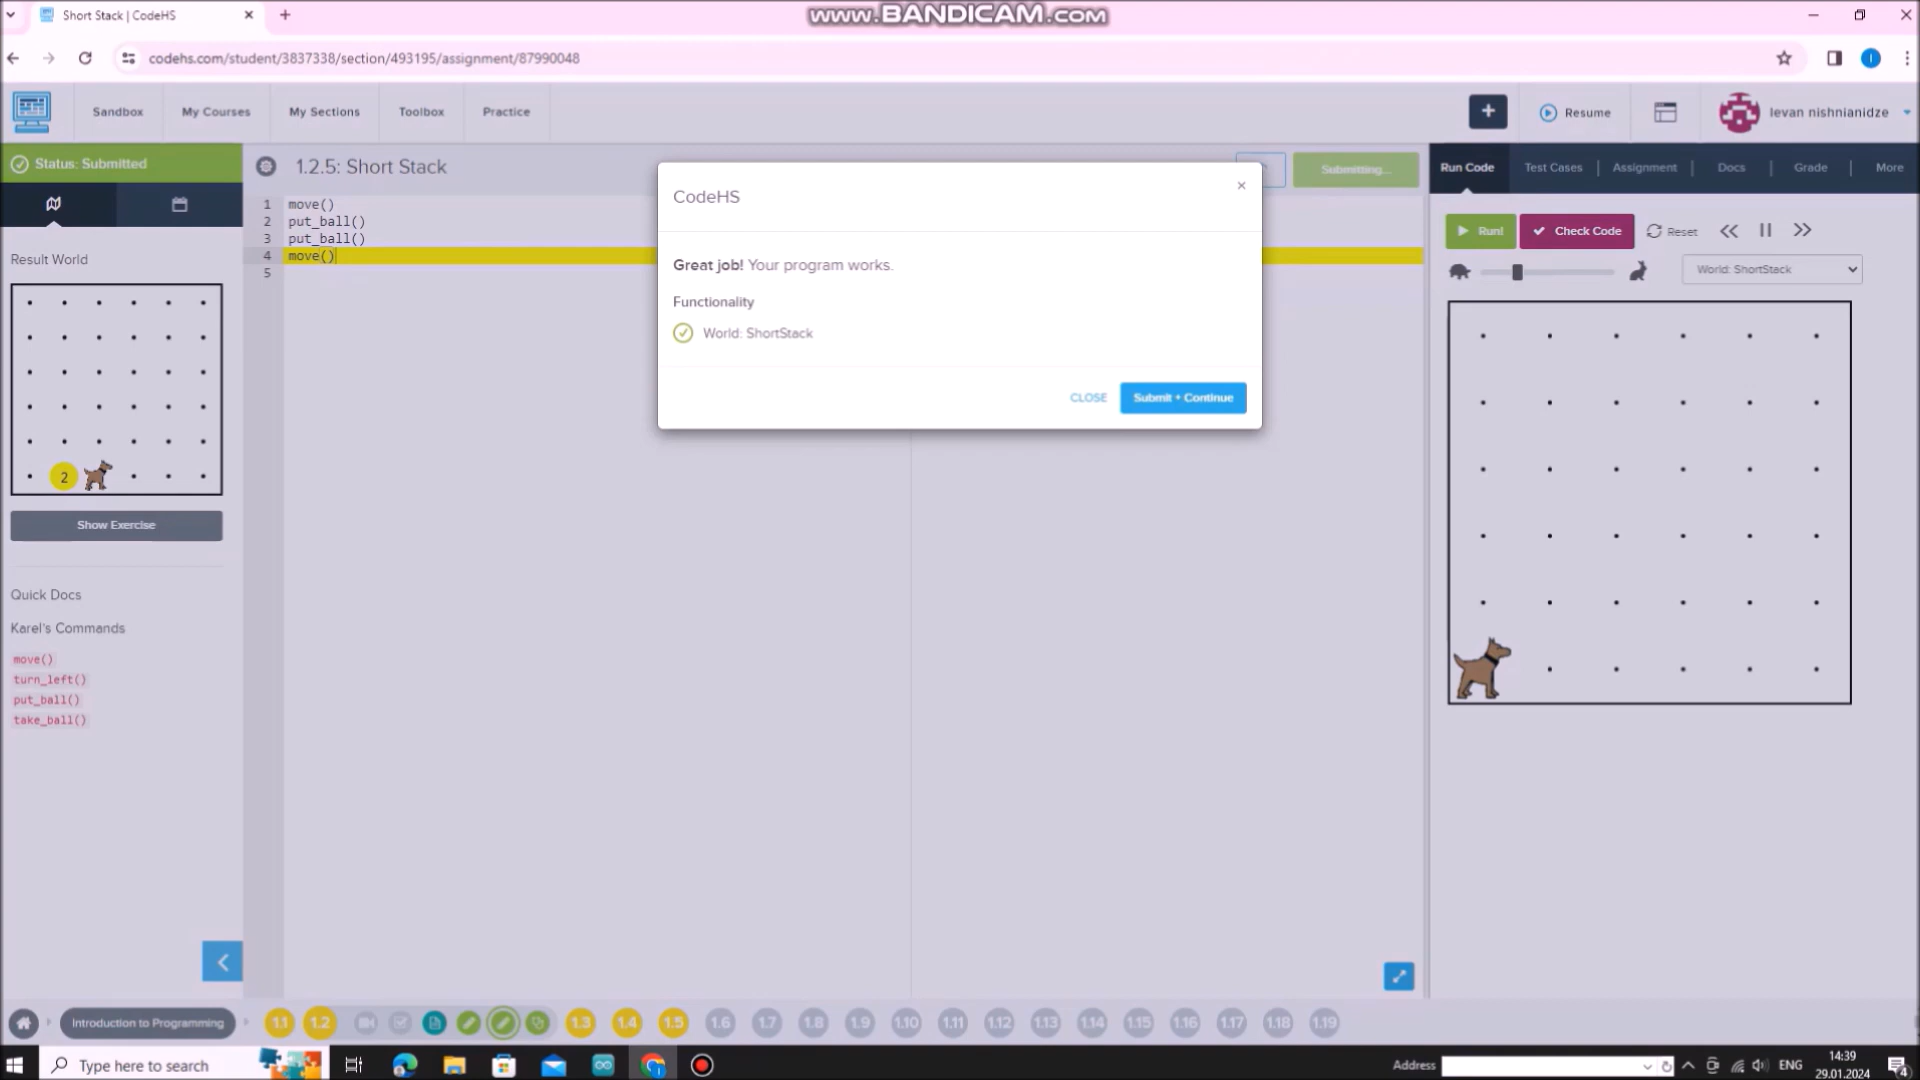 Short Stack | CodeHS
www.BANDICAM.com
codehs.com/student/3837338/section/493195/assignment/87990048
Sandbox
My Courses
My Sections
Toolbox
Practice
+
Resume
levan nishnianidze
Status: Submitted
1.2.5: Short Stack
Submitting...
Run Code
Test Cases
Assignment
Docs
Grade
More
Result World
2
Show Exercise
Quick Docs
Karel's Commands
move()
turn_left()
put_ball()
take_ball()
1 move()
2 put_ball()
3 put_ball()
4 move()
5
CodeHS
×
Great job! Your program works.
Functionality
World: ShortStack
CLOSE
Submit + Continue
Run!
Check Code
Reset
World: ShortStack
Introduction to Programming
1.1
1.2
1.3
1.4
1.5
1.6
1.7
1.8
1.9
1.10
1.11
1.12
1.13
1.14
1.15
1.16
1.17
1.18
1.19
Type here to search
Address
ENG
14:39
29.01.2024
4